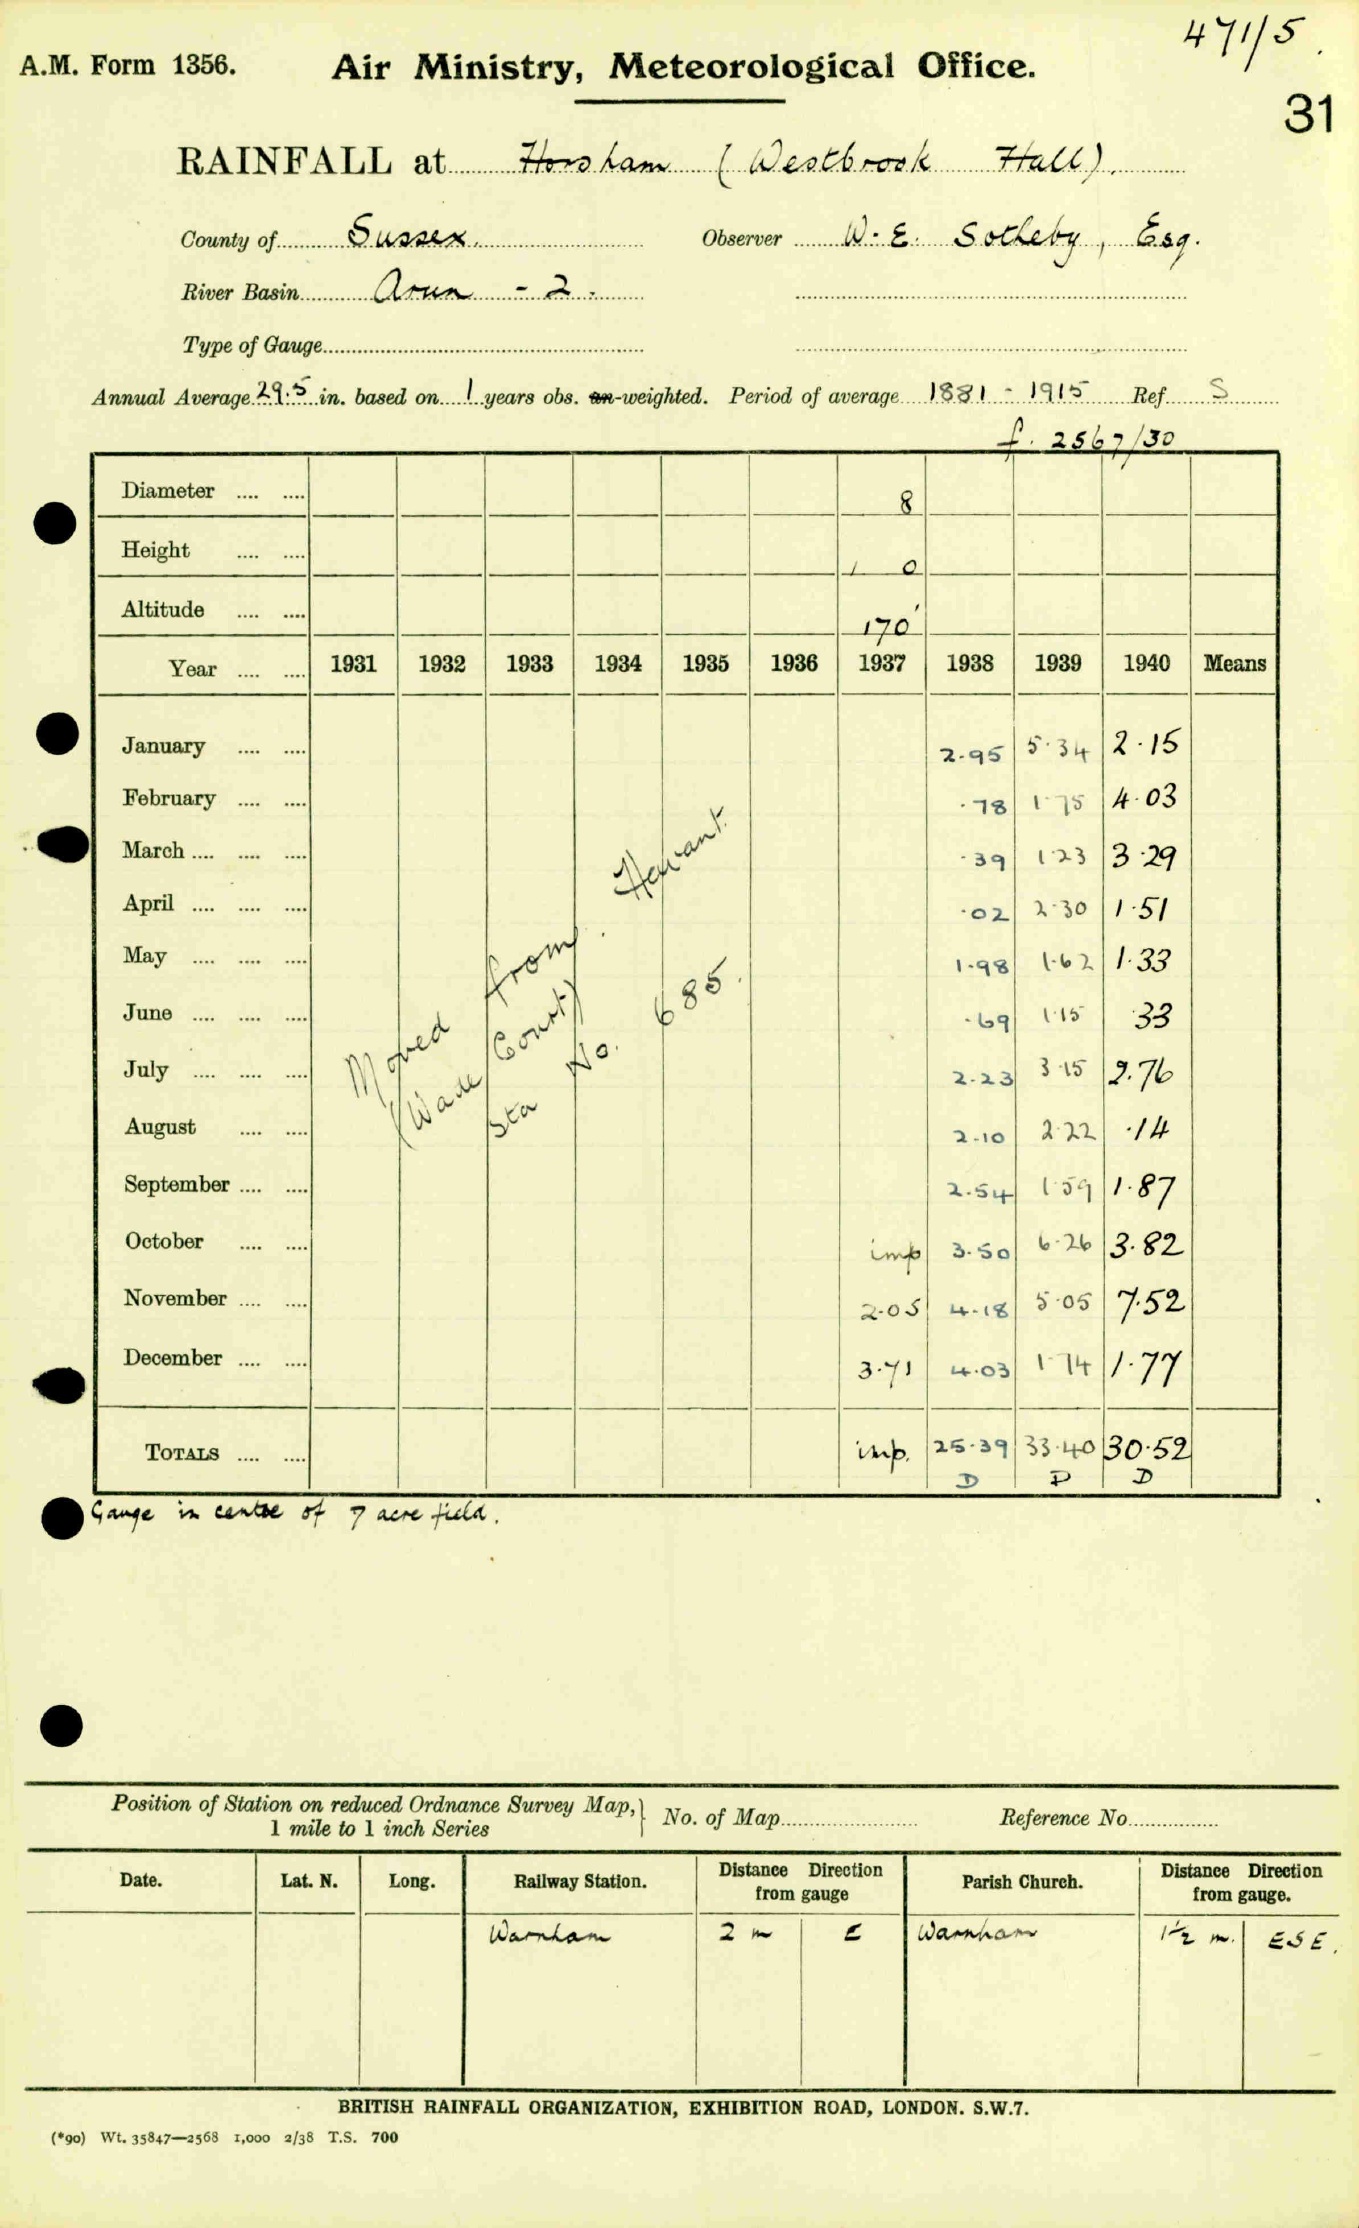 471/5.
A.M. Form 1356. Air Ministry, Meteorological Office.
31
RAINFALL at Horsham (Westbrook Hall).
County of Sussex. Observer W. E. Sotheby, Esq.
River Basin Arun - 2.
Type of Gauge
Annual Average 29.5 in. based on 1 years obs. un-weighted. Period of average 1881 - 1915 Ref. S
f. 2567/30
Diameter .... .... 8
Height .... .... 1 0
Altitude .... .... 170'
Year .... .... 1931 1932 1933 1934 1935 1936 1937 1938 1939 1940 Means
January .... .... 2.95 5.34 2.15
February .... .... .78 1.75 4.03
March .... .... .... .39 1.23 3.29
April .... .... .... .02 2.30 1.51
May .... .... .... 1.98 1.62 1.33
June .... .... .... .69 1.15 .33
July .... .... .... 2.23 3.15 2.76
August .... .... 2.10 2.22 .14
September .... .... 2.54 1.59 1.87
October .... .... imp 3.50 6.26 3.82
November .... .... 2.05 4.18 5.05 7.52
December .... .... 3.71 4.03 1.74 1.77
TOTALS .... .... imp. 25.39 33.40 30.52
D D D
Moved from Havant
(Wade Court)
Sta No. 685.
Gauge in centre of 7 acre field.
Position of Station on reduced Ordnance Survey Map, } No. of Map Reference No.
1 mile to 1 inch Series
Date. Lat. N. Long. Railway Station. Distance Direction from gauge Parish Church. Distance Direction from gauge.
Warnham 2 m E Warnham 1½ m. ESE.
BRITISH RAINFALL ORGANIZATION, EXHIBITION ROAD, LONDON. S.W.7.
(*90) Wt. 35847—2568 1,000 2/38 T.S. 700